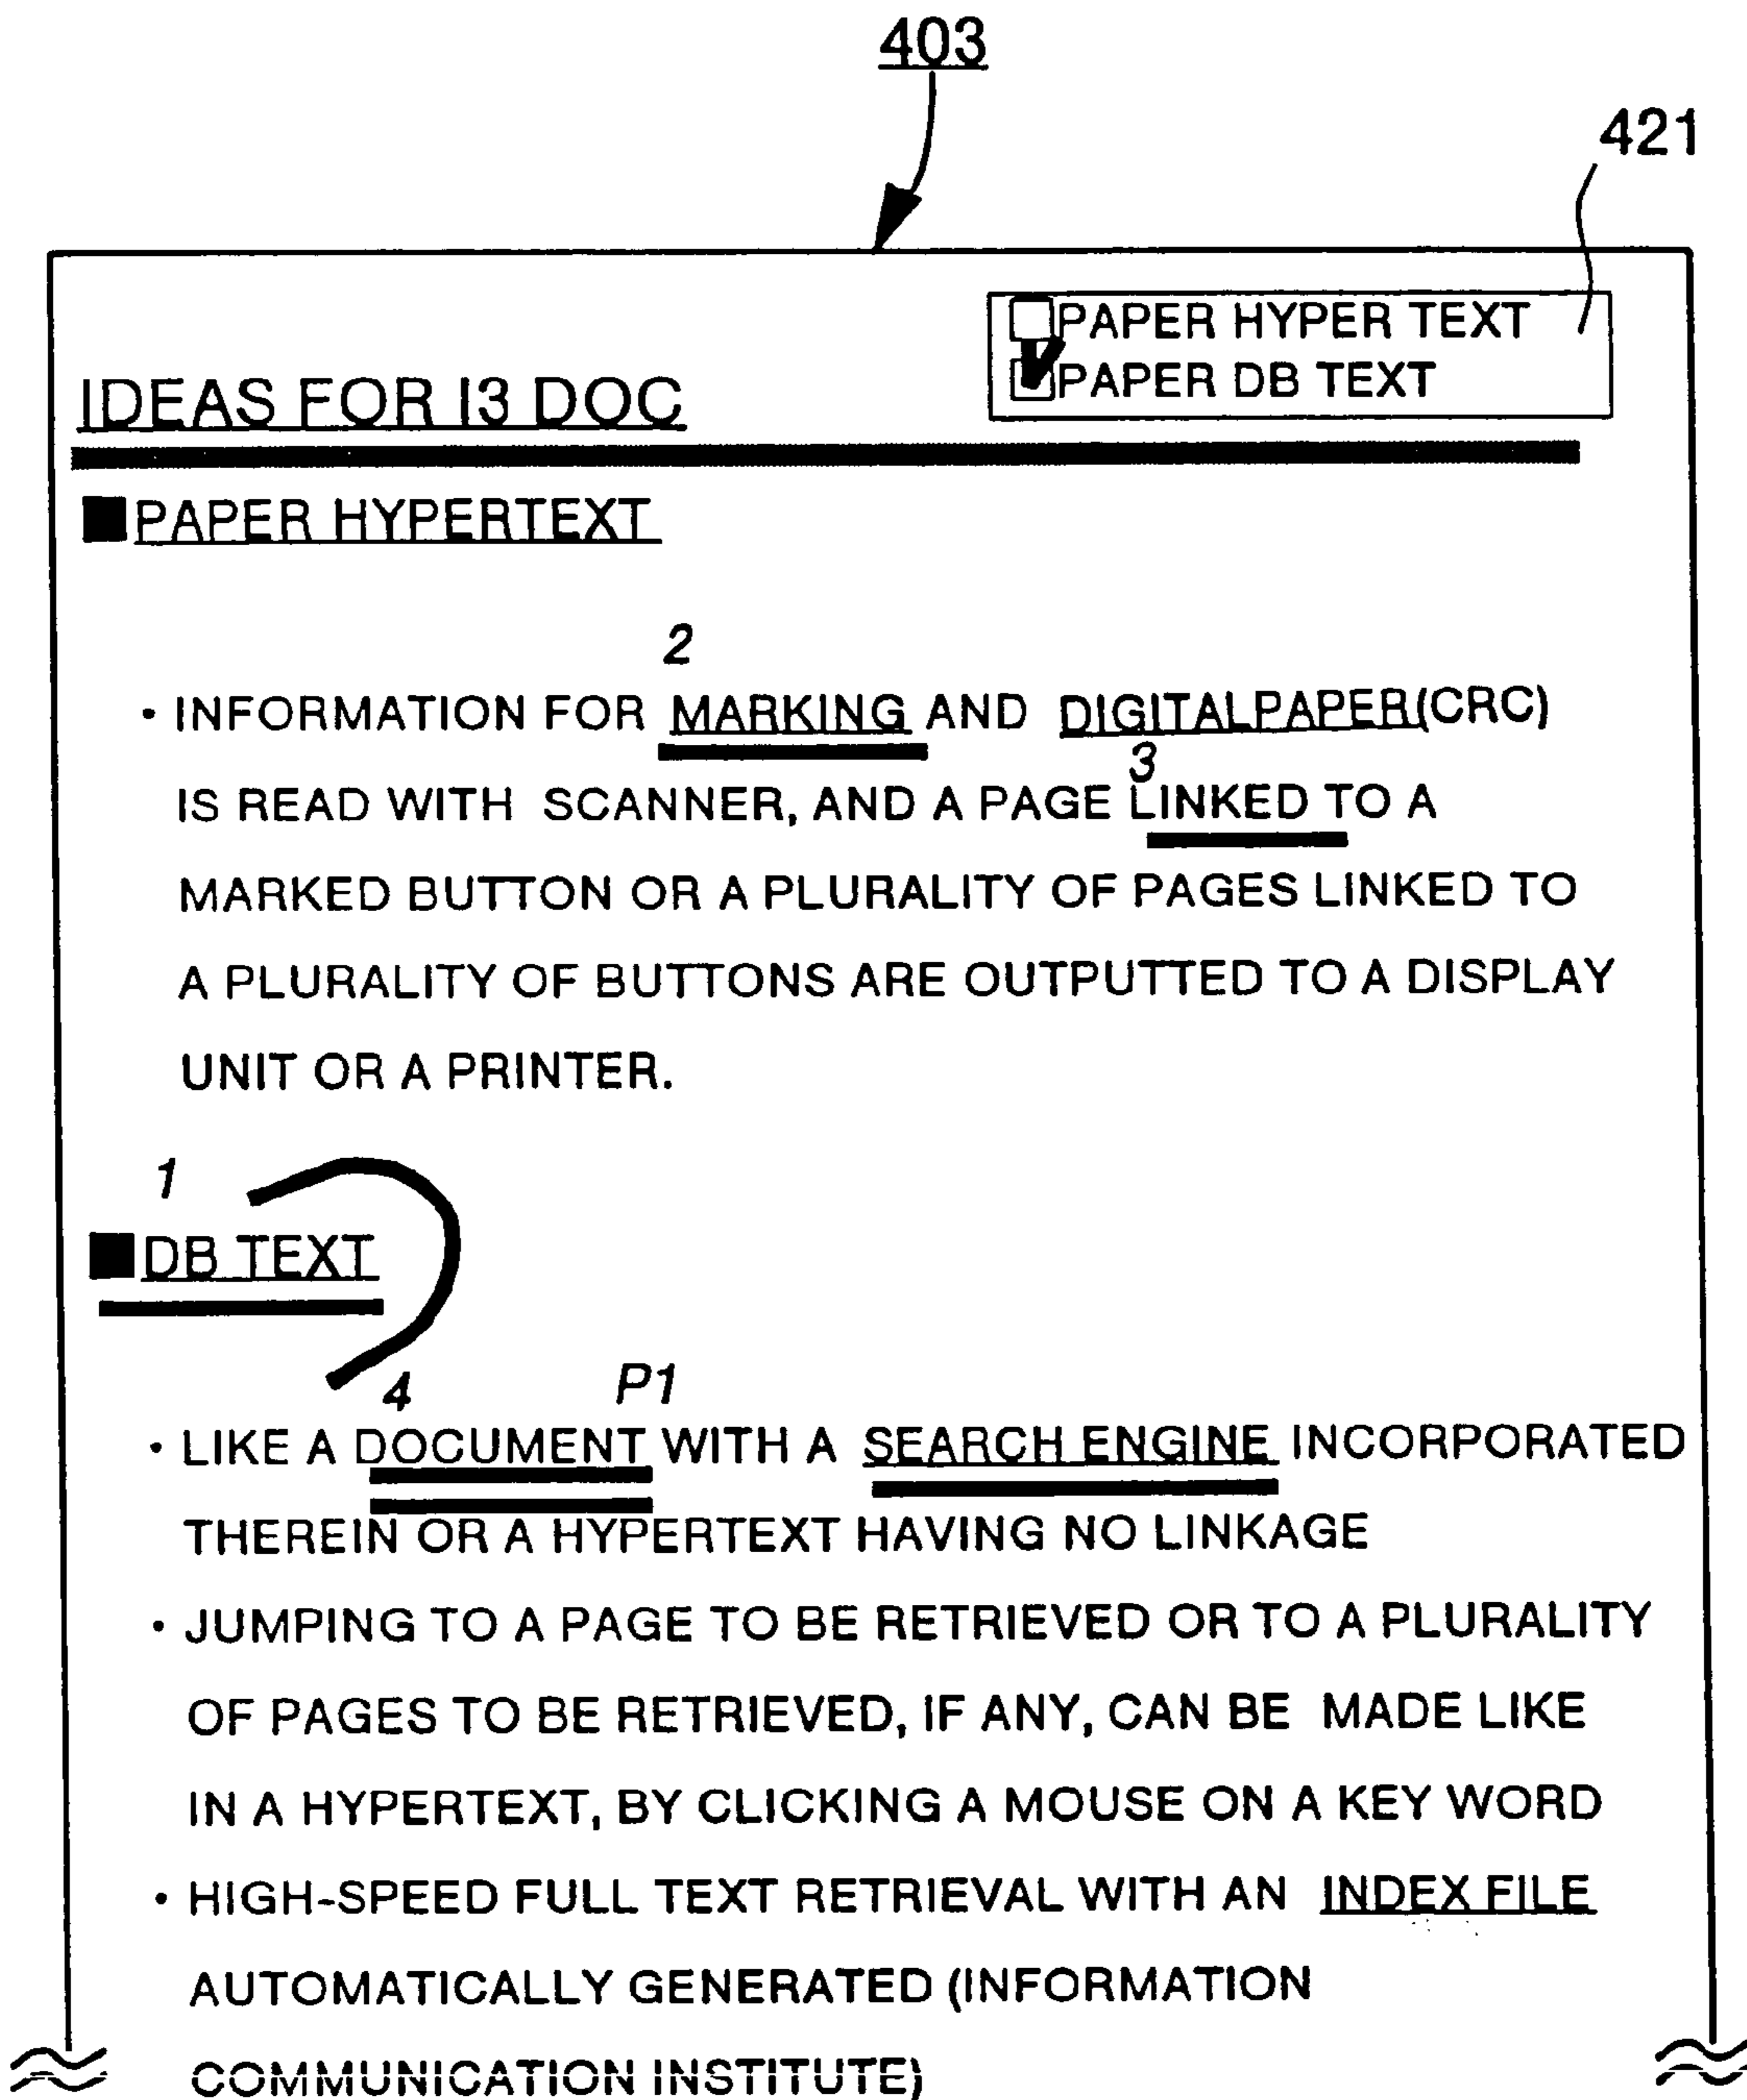 403
421
PAPER HYPER TEXT
PAPER DB TEXT
IDEAS FOR I3 DOC
■PAPER HYPERTEXT
2
・INFORMATION FOR MARKING AND DIGITALPAPER(CRC)
3
IS READ WITH SCANNER, AND A PAGE LINKED TO A
MARKED BUTTON OR A PLURALITY OF PAGES LINKED TO
A PLURALITY OF BUTTONS ARE OUTPUTTED TO A DISPLAY
UNIT OR A PRINTER.
1
■DB TEXT
4 P1
・LIKE A DOCUMENT WITH A SEARCH ENGINE INCORPORATED
THEREIN OR A HYPERTEXT HAVING NO LINKAGE
・JUMPING TO A PAGE TO BE RETRIEVED OR TO A PLURALITY
OF PAGES TO BE RETRIEVED, IF ANY, CAN BE MADE LIKE
IN A HYPERTEXT, BY CLICKING A MOUSE ON A KEY WORD
・HIGH-SPEED FULL TEXT RETRIEVAL WITH AN INDEX FILE
AUTOMATICALLY GENERATED (INFORMATION
COMMUNICATION INSTITUTE)